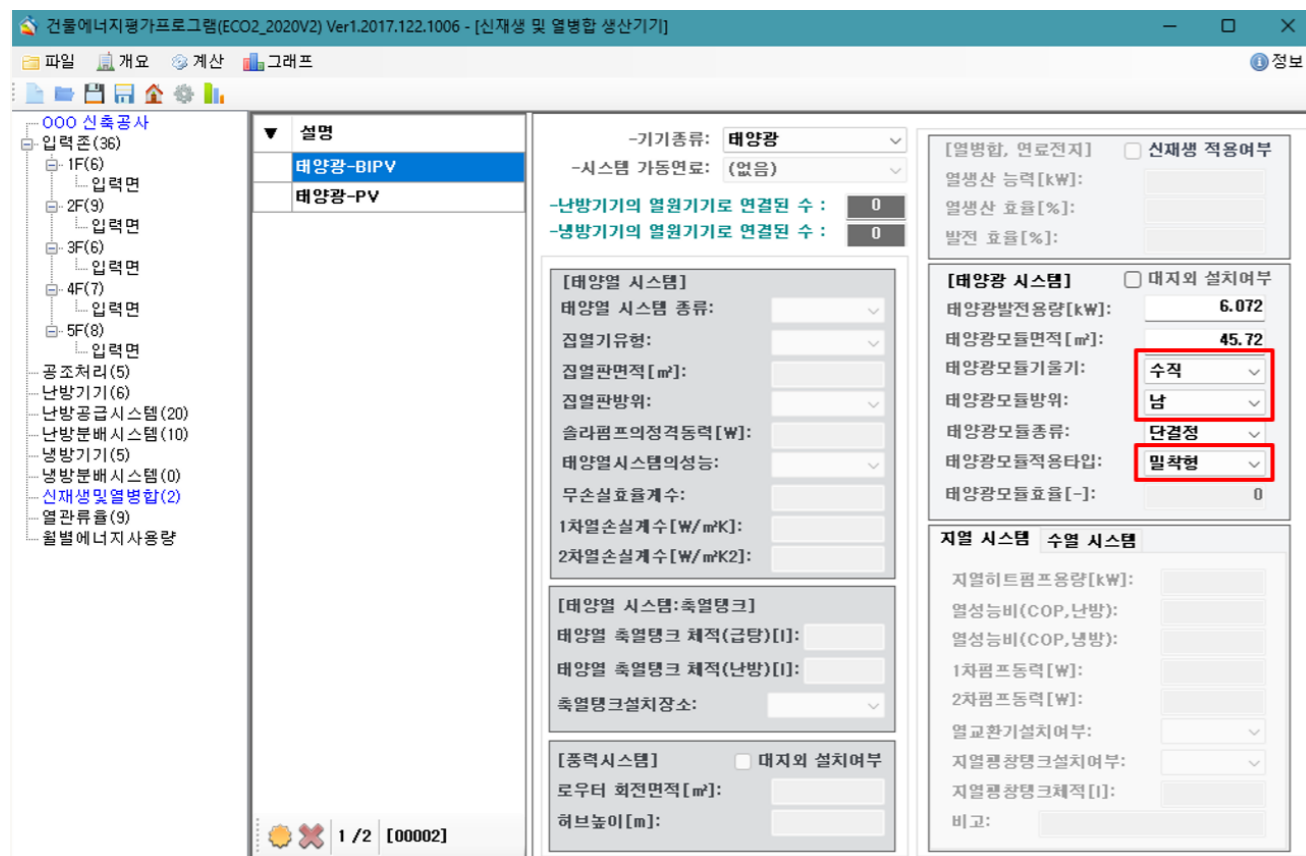 건물에너지평가프로그램(ECO2_2020V2) Ver1.2017.122.1006 - [신재생 및 열병합 생산기기]
파일 개요 계산 그래프 정보
OOO 신축공사
입력존(36)
1F(6)
입력면
2F(9)
입력면
3F(6)
입력면
4F(7)
입력면
5F(8)
입력면
공조처리(5)
난방기기(6)
난방공급시스템(20)
난방분배시스템(10)
냉방기기(5)
냉방분배시스템(0)
신재생및열병합(2)
열관류율(9)
월별에너지사용량
▼ 설명
태양광-BIPV
태양광-PV
1 /2 [00002]
-기기종류: 태양광
-시스템 가동연료: (없음)
-난방기기의 열원기기로 연결된 수 : 0
-냉방기기의 열원기기로 연결된 수 : 0
[태양열 시스템]
태양열 시스템 종류:
집열기유형:
집열판면적[㎡]:
집열판방위:
솔라펌프의정격동력[W]:
태양열시스템의성능:
무손실효율계수:
1차열손실계수[W/㎡K]:
2차열손실계수[W/㎡K2]:
[태양열 시스템:축열탱크]
태양열 축열탱크 체적(급탕)[l]:
태양열 축열탱크 체적(난방)[l]:
축열탱크설치장소:
[풍력시스템] 대지외 설치여부
로우터 회전면적[㎡]:
허브높이[m]:
[열병합, 연료전지] 신재생 적용여부
열생산 능력[kW]:
열생산 효율[%]:
발전 효율[%]:
[태양광 시스템] 대지외 설치여부
태양광발전용량[kW]: 6.072
태양광모듈면적[㎡]: 45.72
태양광모듈기울기: 수직
태양광모듈방위: 남
태양광모듈종류: 단결정
태양광모듈적용타입: 밀착형
태양광모듈효율[-]: 0
지열 시스템 수열 시스템
지열히트펌프용량[kW]:
열성능비(COP,난방):
열성능비(COP,냉방):
1차펌프동력[W]:
2차펌프동력[W]:
열교환기설치여부:
지열팽창탱크설치여부:
지열팽창탱크체적[l]:
비고: